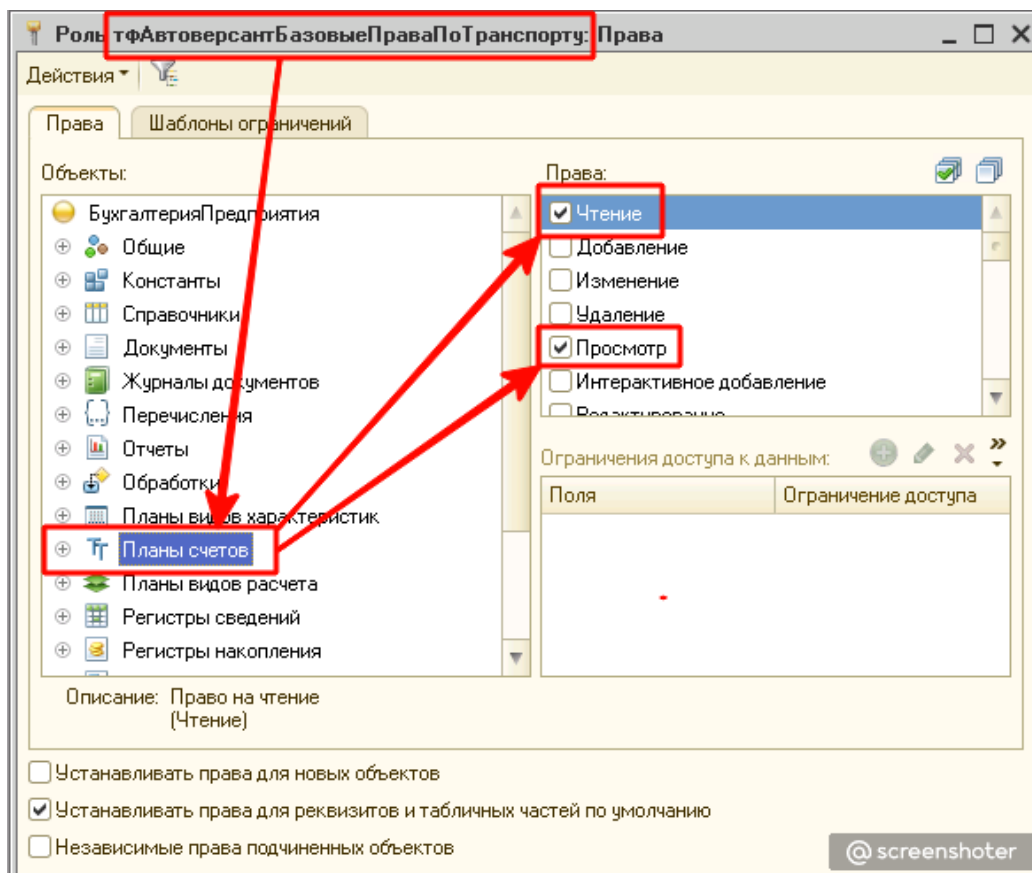 Роль тфАвтоверсантБазовыеПраваПоТранспорту: Права
Действия
Права
Шаблоны ограничений
Объекты:
БухгалтерияПредприятия
Общие
Константы
Справочники
Документы
Журналы документов
Перечисления
Отчеты
Обработки
Планы видов характеристик
Планы счетов
Планы видов расчета
Регистры сведений
Регистры накопления
Права:
Чтение
Добавление
Изменение
Удаление
Просмотр
Интерактивное добавление
Редактирование
Ограничения доступа к данным:
Поля
Ограничение доступа
Описание: Право на чтение
(Чтение)
Устанавливать права для новых объектов
Устанавливать права для реквизитов и табличных частей по умолчанию
Независимые права подчиненных объектов
@screenshoter